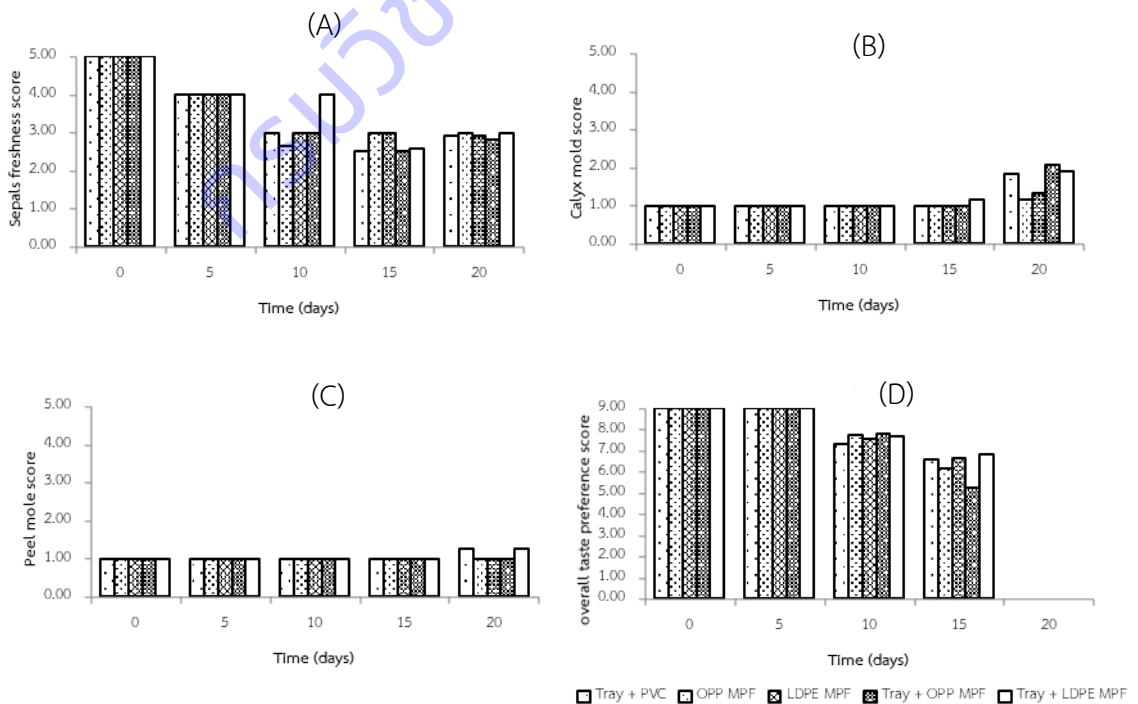 (A)
5.00
4.00
3.00
2.00
1.00
0.00
Sepals freshness score
0 5 10 15 20
Time (days)
(B)
5.00
4.00
3.00
2.00
1.00
0.00
Calyx mold score
0 5 10 15 20
Time (days)
(C)
5.00
4.00
3.00
2.00
1.00
0.00
Peel mole score
0 5 10 15 20
Time (days)
(D)
9.00
8.00
7.00
6.00
5.00
4.00
3.00
2.00
1.00
0.00
overall taste preference score
0 5 10 15 20
Time (days)
Tray + PVC OPP MPF LDPE MPF Tray + OPP MPF Tray + LDPE MPF
กรมวิช